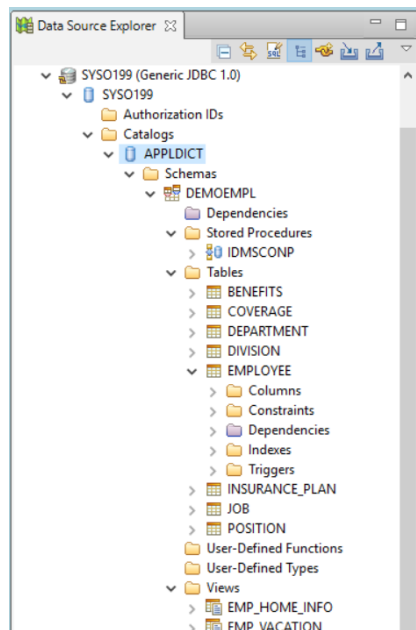 Data Source Explorer
SYSO199 (Generic JDBC 1.0)
SYSO199
Authorization IDs
Catalogs
APPLDICT
Schemas
DEMOEMPL
Dependencies
Stored Procedures
IDMSCONP
Tables
BENEFITS
COVERAGE
DEPARTMENT
DIVISION
EMPLOYEE
Columns
Constraints
Dependencies
Indexes
Triggers
INSURANCE_PLAN
JOB
POSITION
User-Defined Functions
User-Defined Types
Views
EMP_HOME_INFO
EMP_VACATION